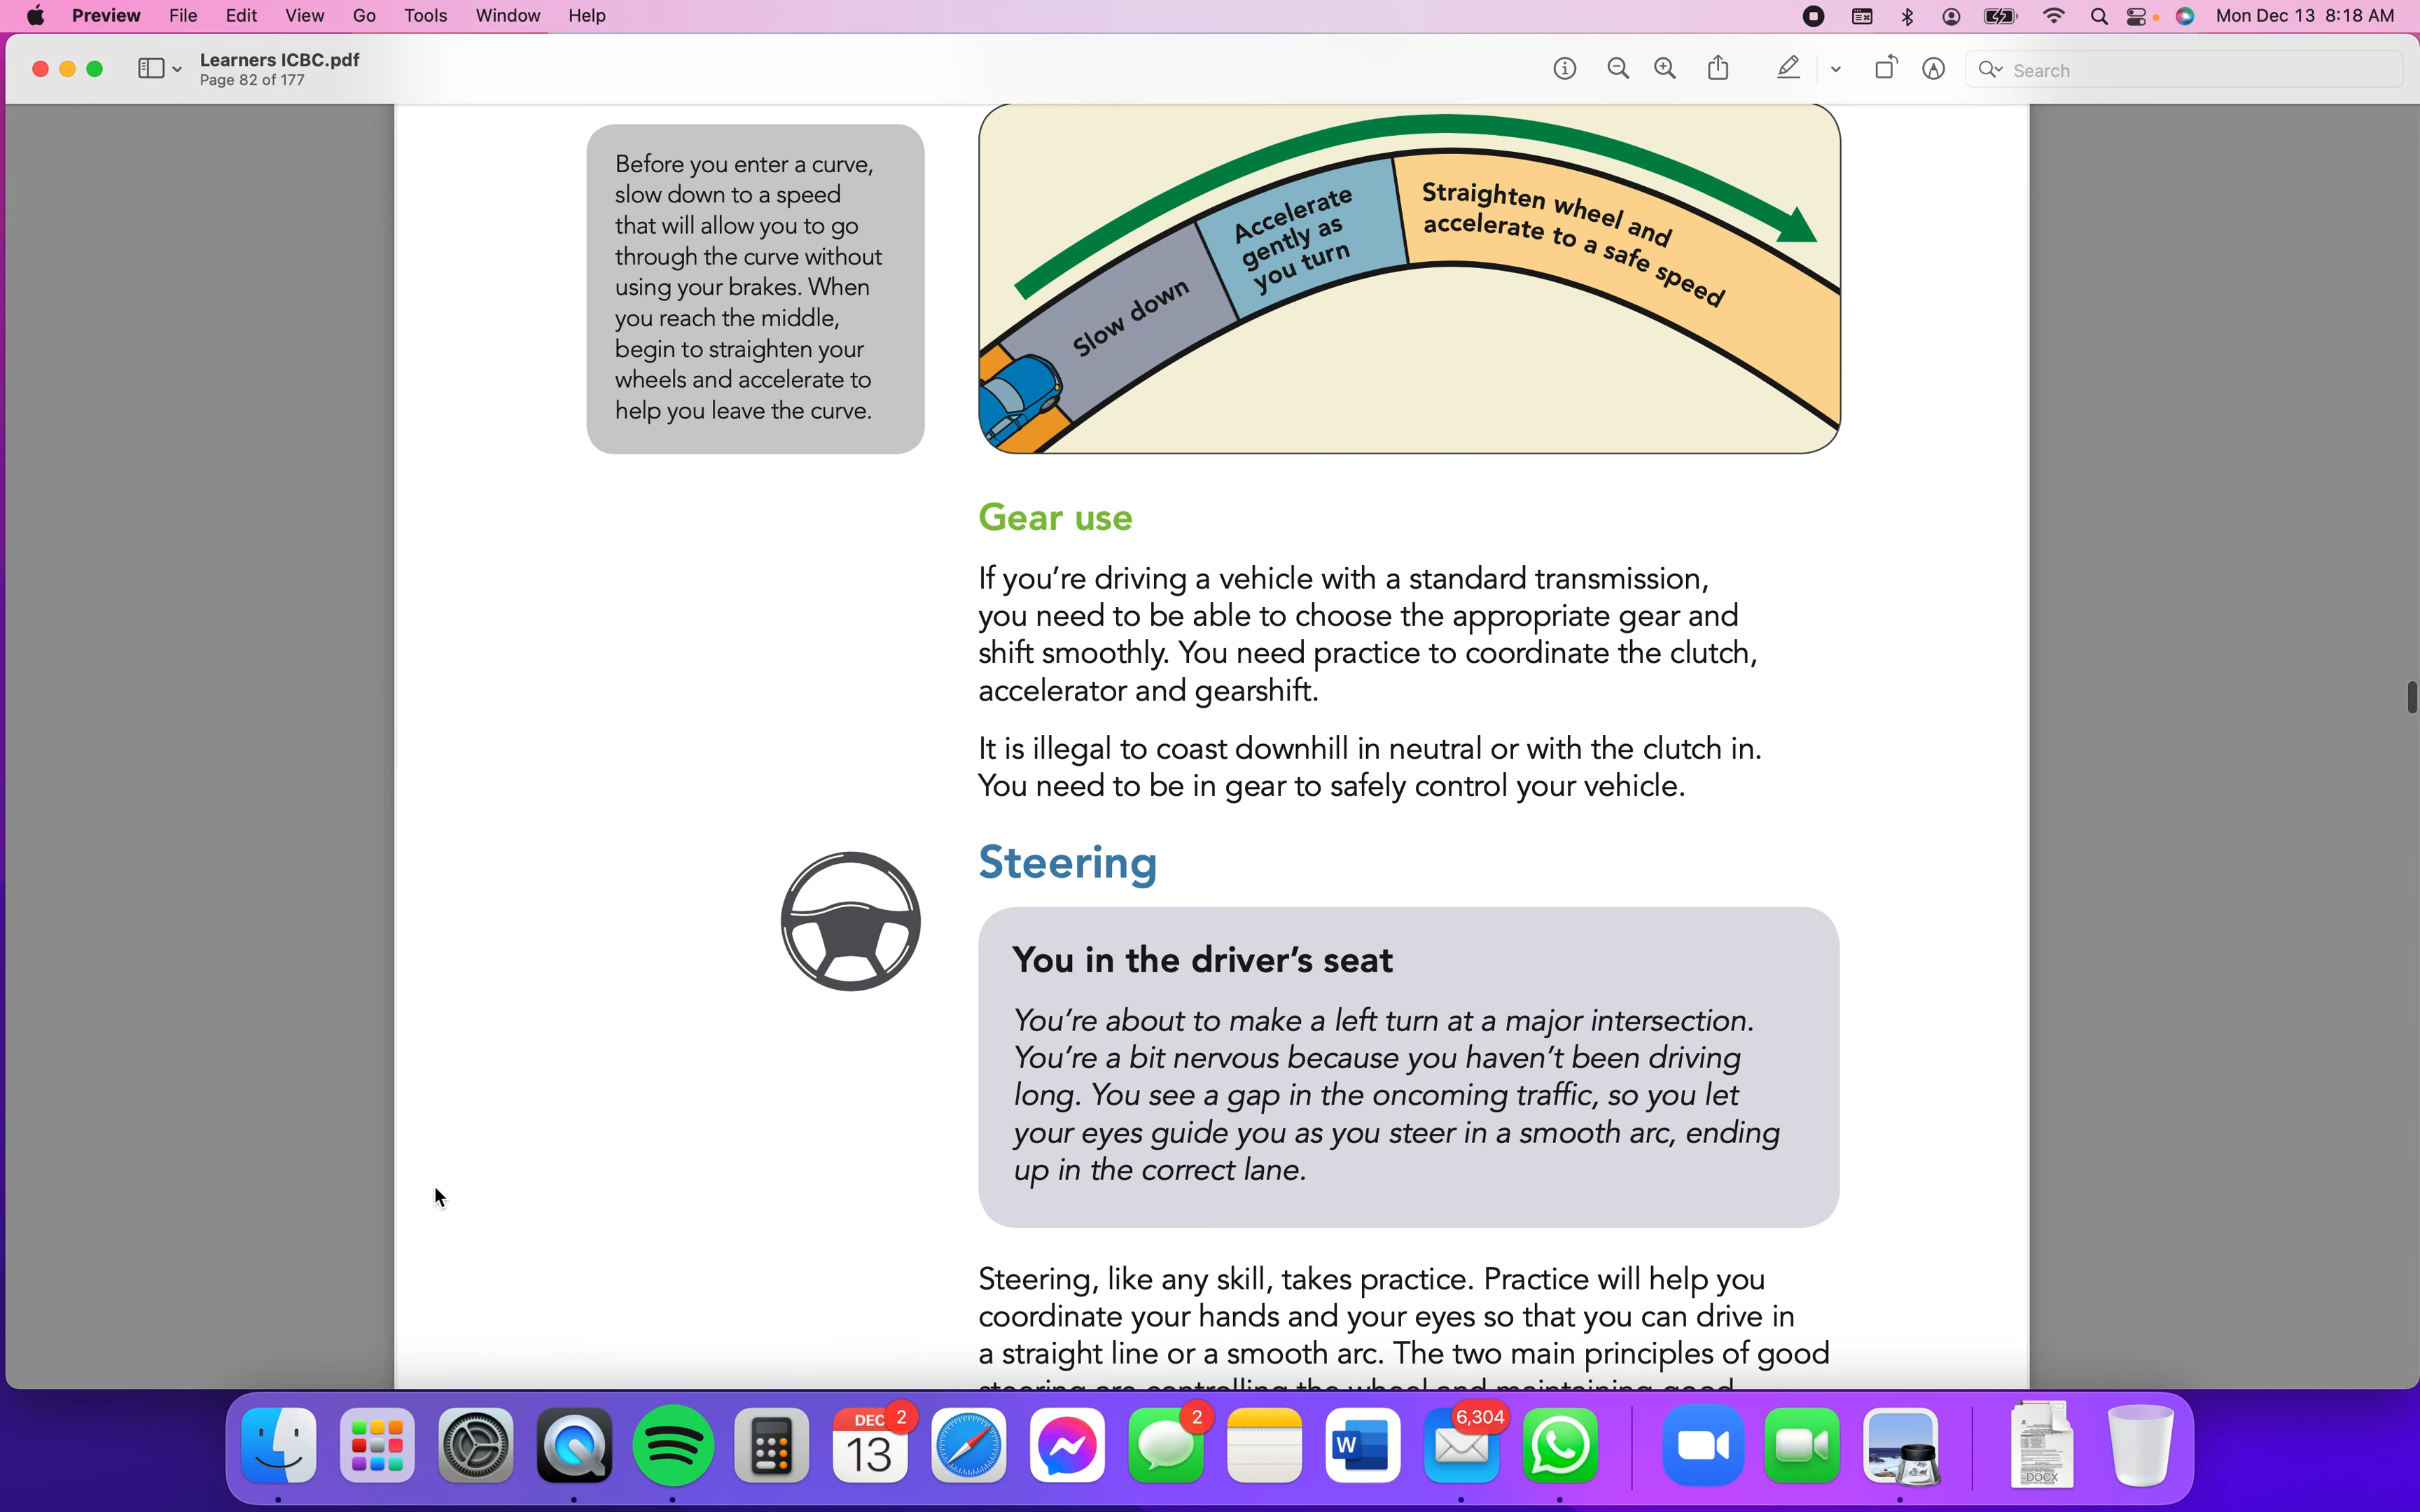 Preview File Edit View Go Tools Window Help
Mon Dec 13 8:18 AM
Learners ICBC.pdf
Page 82 of 177
Search
Before you enter a curve,
slow down to a speed
that will allow you to go
through the curve without
using your brakes. When
you reach the middle,
begin to straighten your
wheels and accelerate to
help you leave the curve.
Slow down
Accelerate
gently as
you turn
Straighten wheel and
accelerate to a safe speed
Gear use
If you're driving a vehicle with a standard transmission,
you need to be able to choose the appropriate gear and
shift smoothly. You need practice to coordinate the clutch,
accelerator and gearshift.
It is illegal to coast downhill in neutral or with the clutch in.
You need to be in gear to safely control your vehicle.
Steering
You in the driver's seat
You're about to make a left turn at a major intersection.
You're a bit nervous because you haven't been driving
long. You see a gap in the oncoming traffic, so you let
your eyes guide you as you steer in a smooth arc, ending
up in the correct lane.
Steering, like any skill, takes practice. Practice will help you
coordinate your hands and your eyes so that you can drive in
a straight line or a smooth arc. The two main principles of good
steering are controlling the wheel and maintaining good
DEC
2
13
2
W
6,304
DOCX